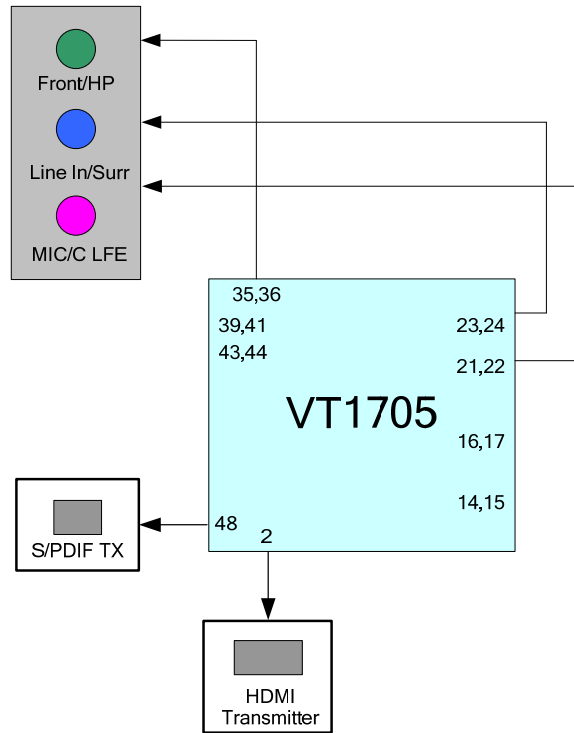 Front/HP
Line In/Surr
MIC/C LFE
35,36
39,41
43,44
23,24
21,22
VT1705
16,17
14,15
48
2
S/PDIF TX
HDMI
Transmitter